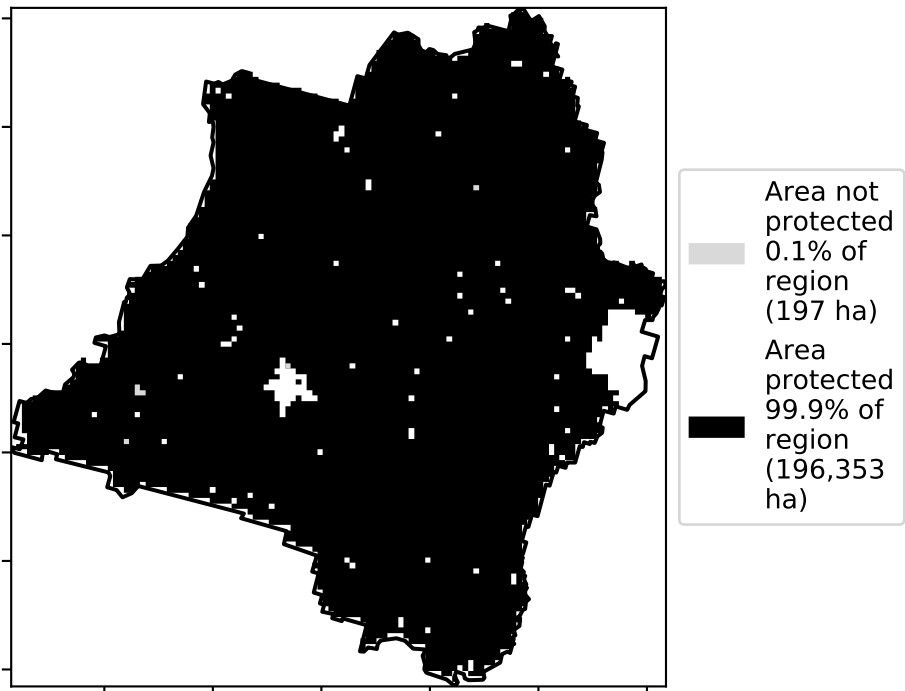 Area not
protected
0.1% of
region
(197 ha)
Area
protected
99.9% of
region
(196,353
ha)